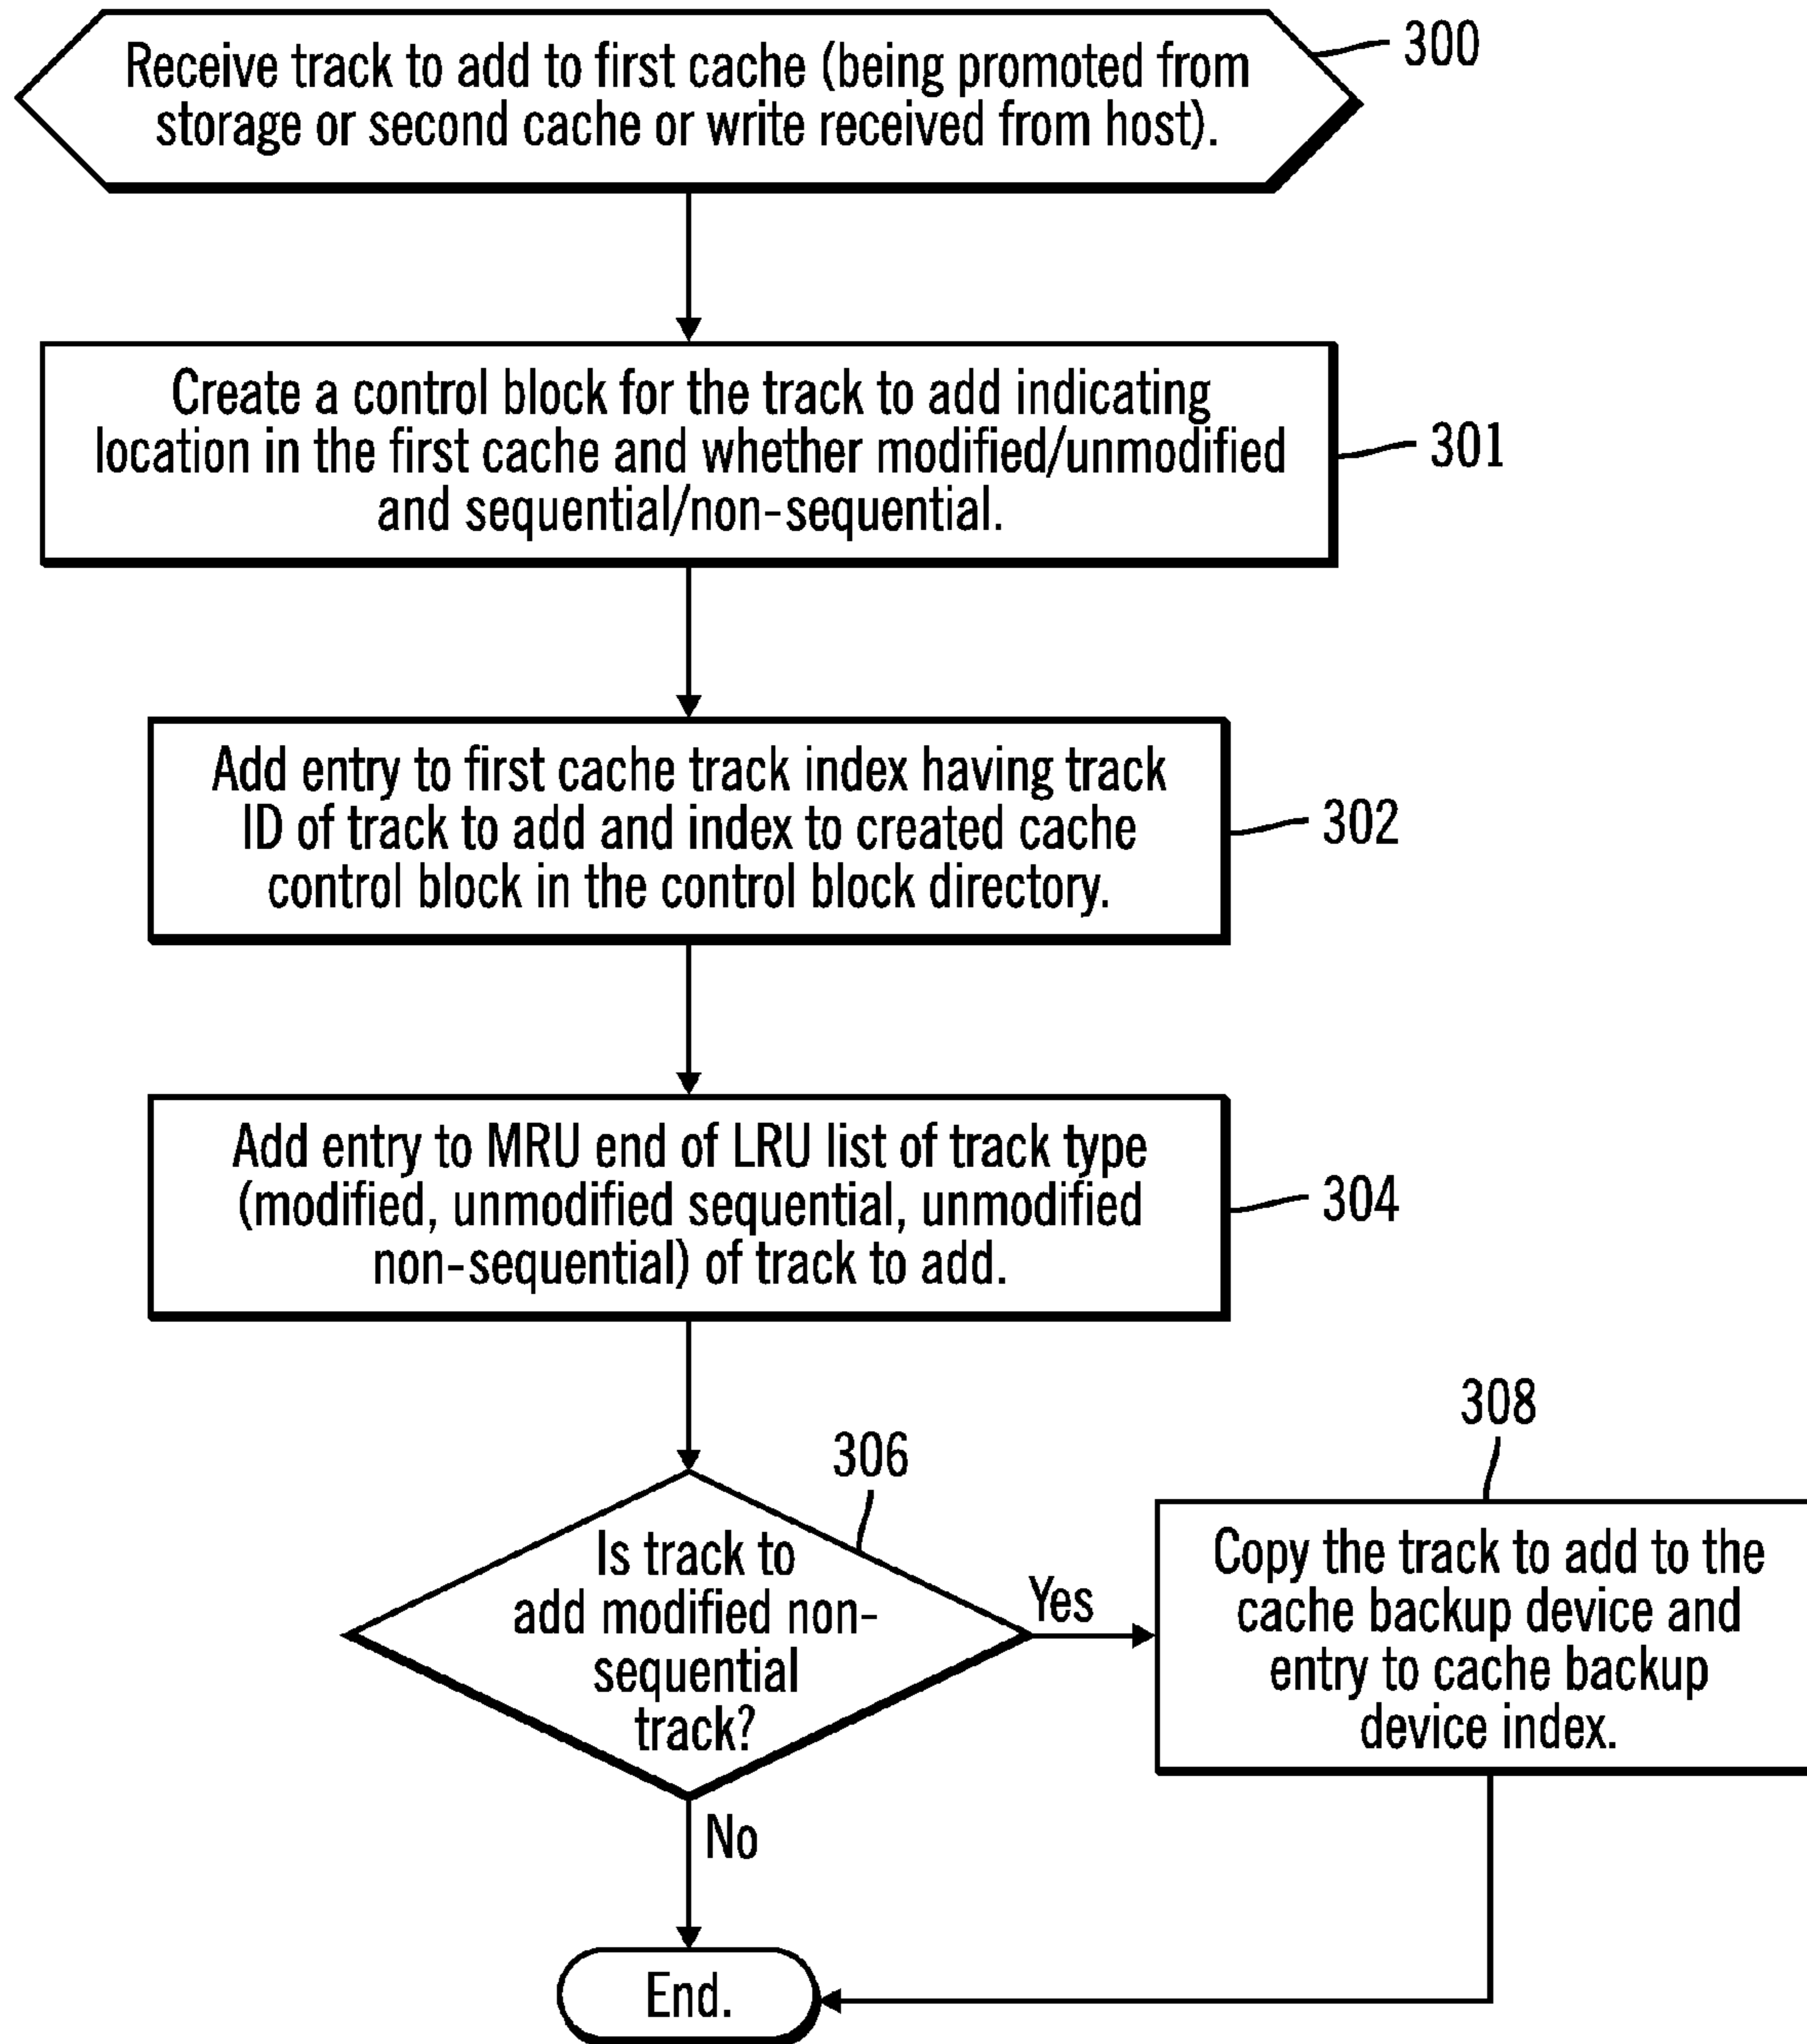 Receive track to add to first cache (being promoted from
storage or second cache or write received from host).
300
Create a control block for the track to add indicating
location in the first cache and whether modified/unmodified
and sequential/non-sequential.
301
Add entry to first cache track index having track
ID of track to add and index to created cache
control block in the control block directory.
302
Add entry to MRU end of LRU list of track type
(modified, unmodified sequential, unmodified
non-sequential) of track to add.
304
306
Is track to
add modified non-
sequential
track?
Yes
308
Copy the track to add to the
cache backup device and
entry to cache backup
device index.
No
End.